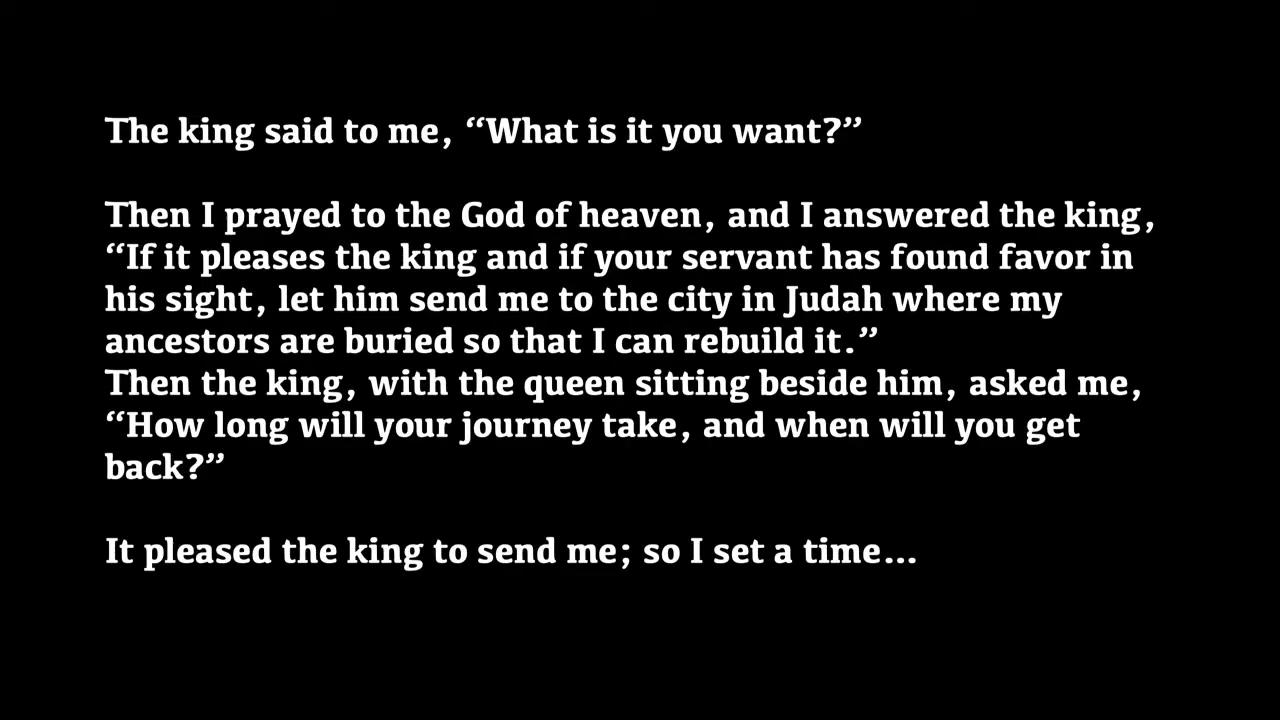 The king said to me, “What is it you want?”
Then I prayed to the God of heaven, and I answered the king,
“If it pleases the king and if your servant has found favor in
his sight, let him send me to the city in Judah where my
ancestors are buried so that I can rebuild it.”
Then the king, with the queen sitting beside him, asked me,
“How long will your journey take, and when will you get
back?”
It pleased the king to send me; so I set a time...